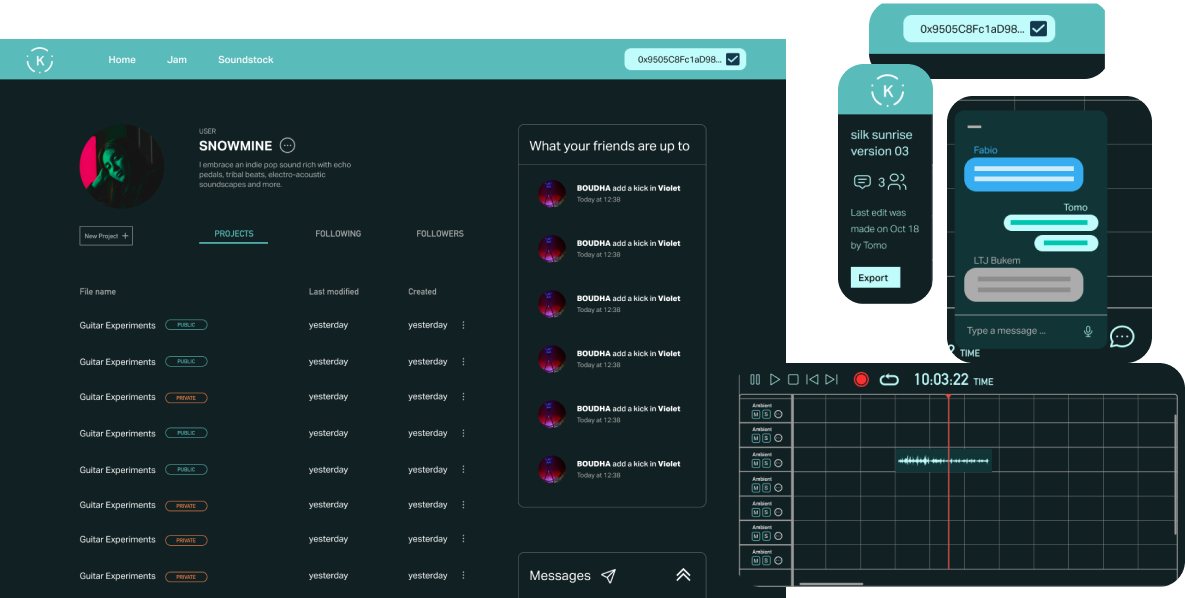 K
Home
Jam
Soundstock
0x9505C8Fc1aD98...
USER
SNOWMINE
I embrace an indie pop sound rich with echo
pedals, tribal beats, electro-acoustic
soundscapes and more.
New Project +
PROJECTS
FOLLOWING
FOLLOWERS
File name
Last modified
Created
Guitar Experiments PUBLIC yesterday yesterday
Guitar Experiments PUBLIC yesterday yesterday
Guitar Experiments PRIVATE yesterday yesterday
Guitar Experiments PUBLIC yesterday yesterday
Guitar Experiments PUBLIC yesterday yesterday
Guitar Experiments PRIVATE yesterday yesterday
Guitar Experiments PRIVATE yesterday yesterday
Guitar Experiments PRIVATE yesterday yesterday
What your friends are up to
BOUDHA add a kick in Violet
Today at 12:38
BOUDHA add a kick in Violet
Today at 12:38
BOUDHA add a kick in Violet
Today at 12:38
BOUDHA add a kick in Violet
Today at 12:38
BOUDHA add a kick in Violet
Today at 12:38
BOUDHA add a kick in Violet
Today at 12:38
Messages
0x9505C8Fc1aD98...
K
silk sunrise
version 03
3
Last edit was
made on Oct 18
by Tomo
Export
Fabio
Tomo
LTJ Bukem
Type a message ...
TIME
10:03:22 TIME
Ambient
M S
Ambient
M S
Ambient
M S
Ambient
M S
Ambient
M S
Ambient
M S
Ambient
M S